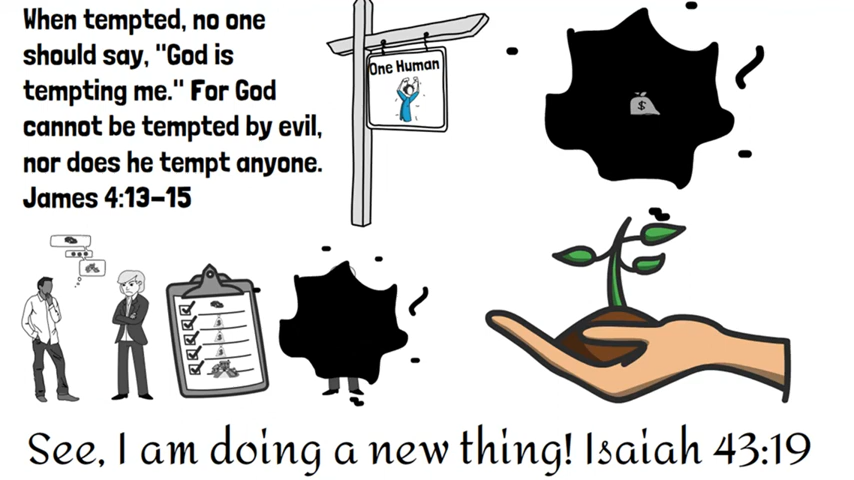 When tempted, no one
should say, "God is
tempting me." For God
cannot be tempted by evil,
nor does he tempt anyone.
James 4:13-15
One Human
$
See, I am doing a new thing! Isaiah 43:19